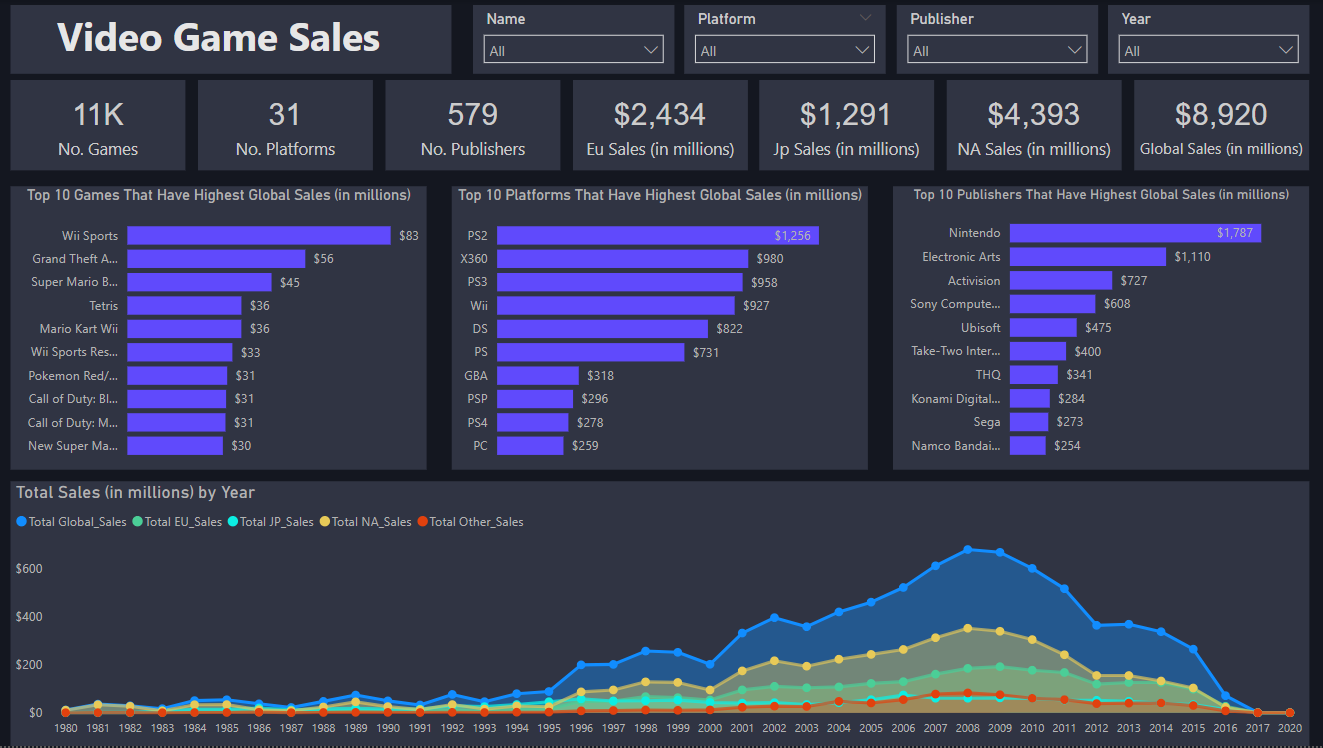 Video Game Sales
Name
All
Platform
All
Publisher
All
Year
All
11K
No. Games
31
No. Platforms
579
No. Publishers
$2,434
Eu Sales (in millions)
$1,291
Jp Sales (in millions)
$4,393
NA Sales (in millions)
$8,920
Global Sales (in millions)
Top 10 Games That Have Highest Global Sales (in millions)
Wii Sports $83
Grand Theft A... $56
Super Mario B... $45
Tetris $36
Mario Kart Wii $36
Wii Sports Res... $33
Pokemon Red/... $31
Call of Duty: Bl... $31
Call of Duty: M... $31
New Super Ma... $30
Top 10 Platforms That Have Highest Global Sales (in millions)
PS2 $1,256
X360 $980
PS3 $958
Wii $927
DS $822
PS $731
GBA $318
PSP $296
PS4 $278
PC $259
Top 10 Publishers That Have Highest Global Sales (in millions)
Nintendo $1,787
Electronic Arts $1,110
Activision $727
Sony Compute... $608
Ubisoft $475
Take-Two Inter... $400
THQ $341
Konami Digital... $284
Sega $273
Namco Bandai... $254
Total Sales (in millions) by Year
Total Global_Sales Total EU_Sales Total JP_Sales Total NA_Sales Total Other_Sales
$600
$400
$200
$0
1980 1981 1982 1983 1984 1985 1986 1987 1988 1989 1990 1991 1992 1993 1994 1995 1996 1997 1998 1999 2000 2001 2002 2003 2004 2005 2006 2007 2008 2009 2010 2011 2012 2013 2014 2015 2016 2017 2020